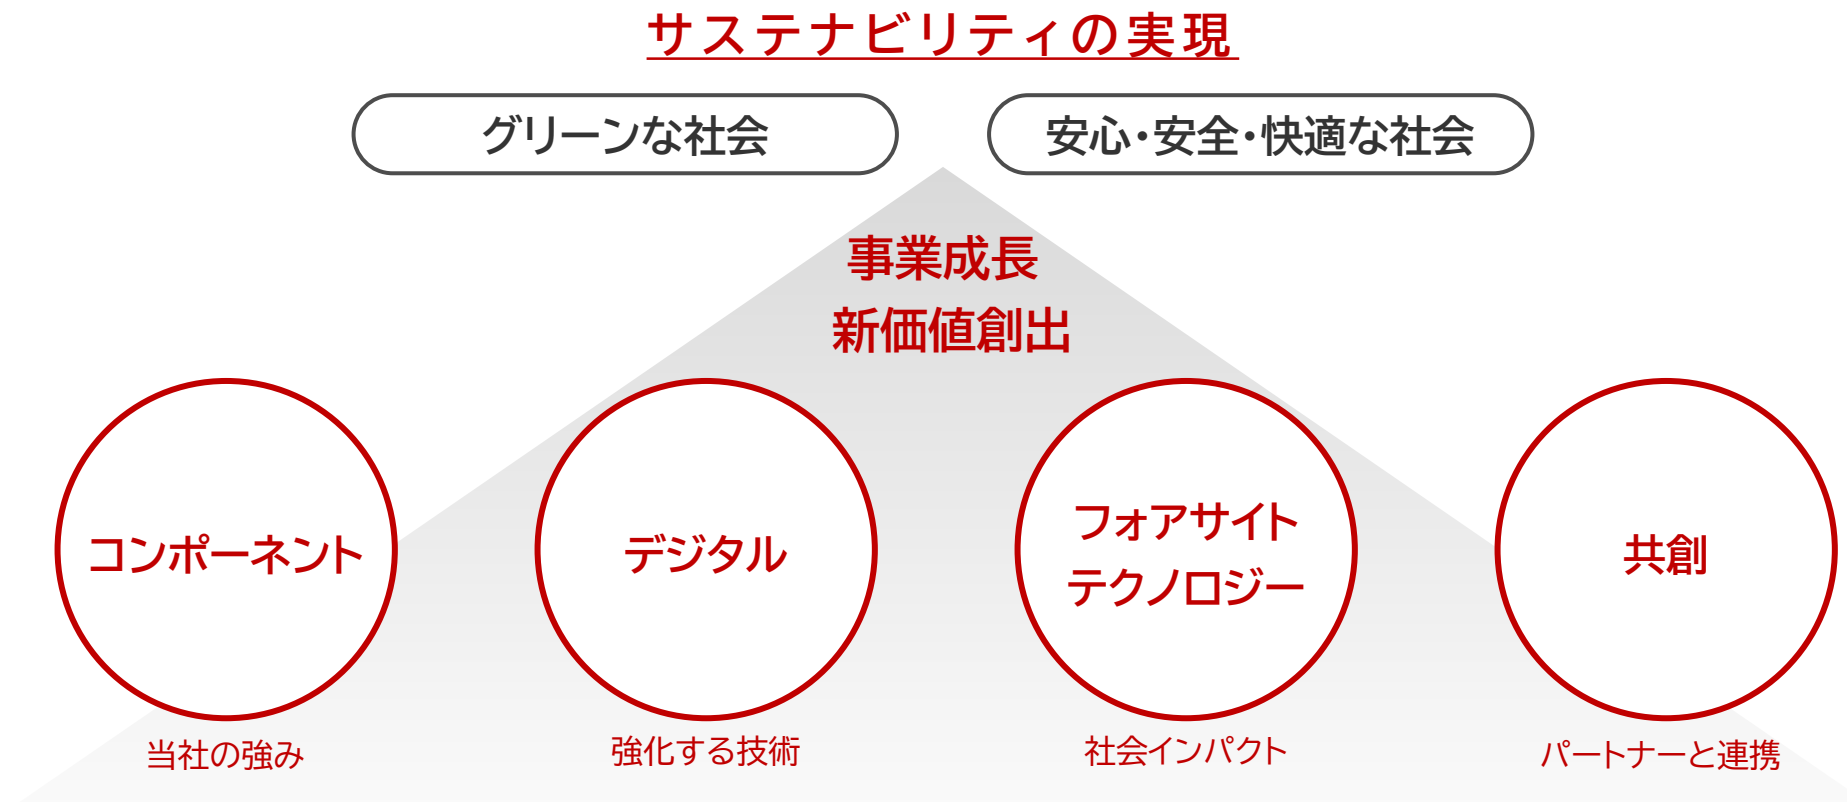 サステナビリティの実現
グリーンな社会
安心・安全・快適な社会
事業成長
新価値創出
コンポーネント
デジタル
フォアサイト
テクノロジー
共創
当社の強み
強化する技術
社会インパクト
パートナーと連携